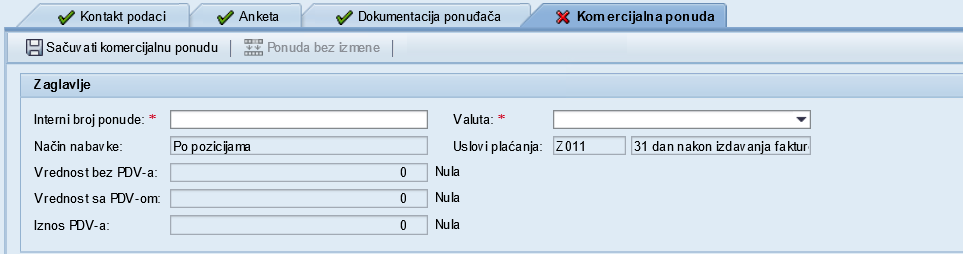 Kontakt podaci Anketa Dokumentacija ponuđača Komercijalna ponuda
Sačuvati komercijalnu ponudu | Ponuda bez izmene |
Zaglavlje
Interni broj ponude: * Valuta: *
Način nabavke: Po pozicijama Uslovi plaćanja: Z011 31 dan nakon izdavanja fakture
Vrednost bez PDV-a: 0 Nula
Vrednost sa PDV-om: 0 Nula
Iznos PDV-a: 0 Nula